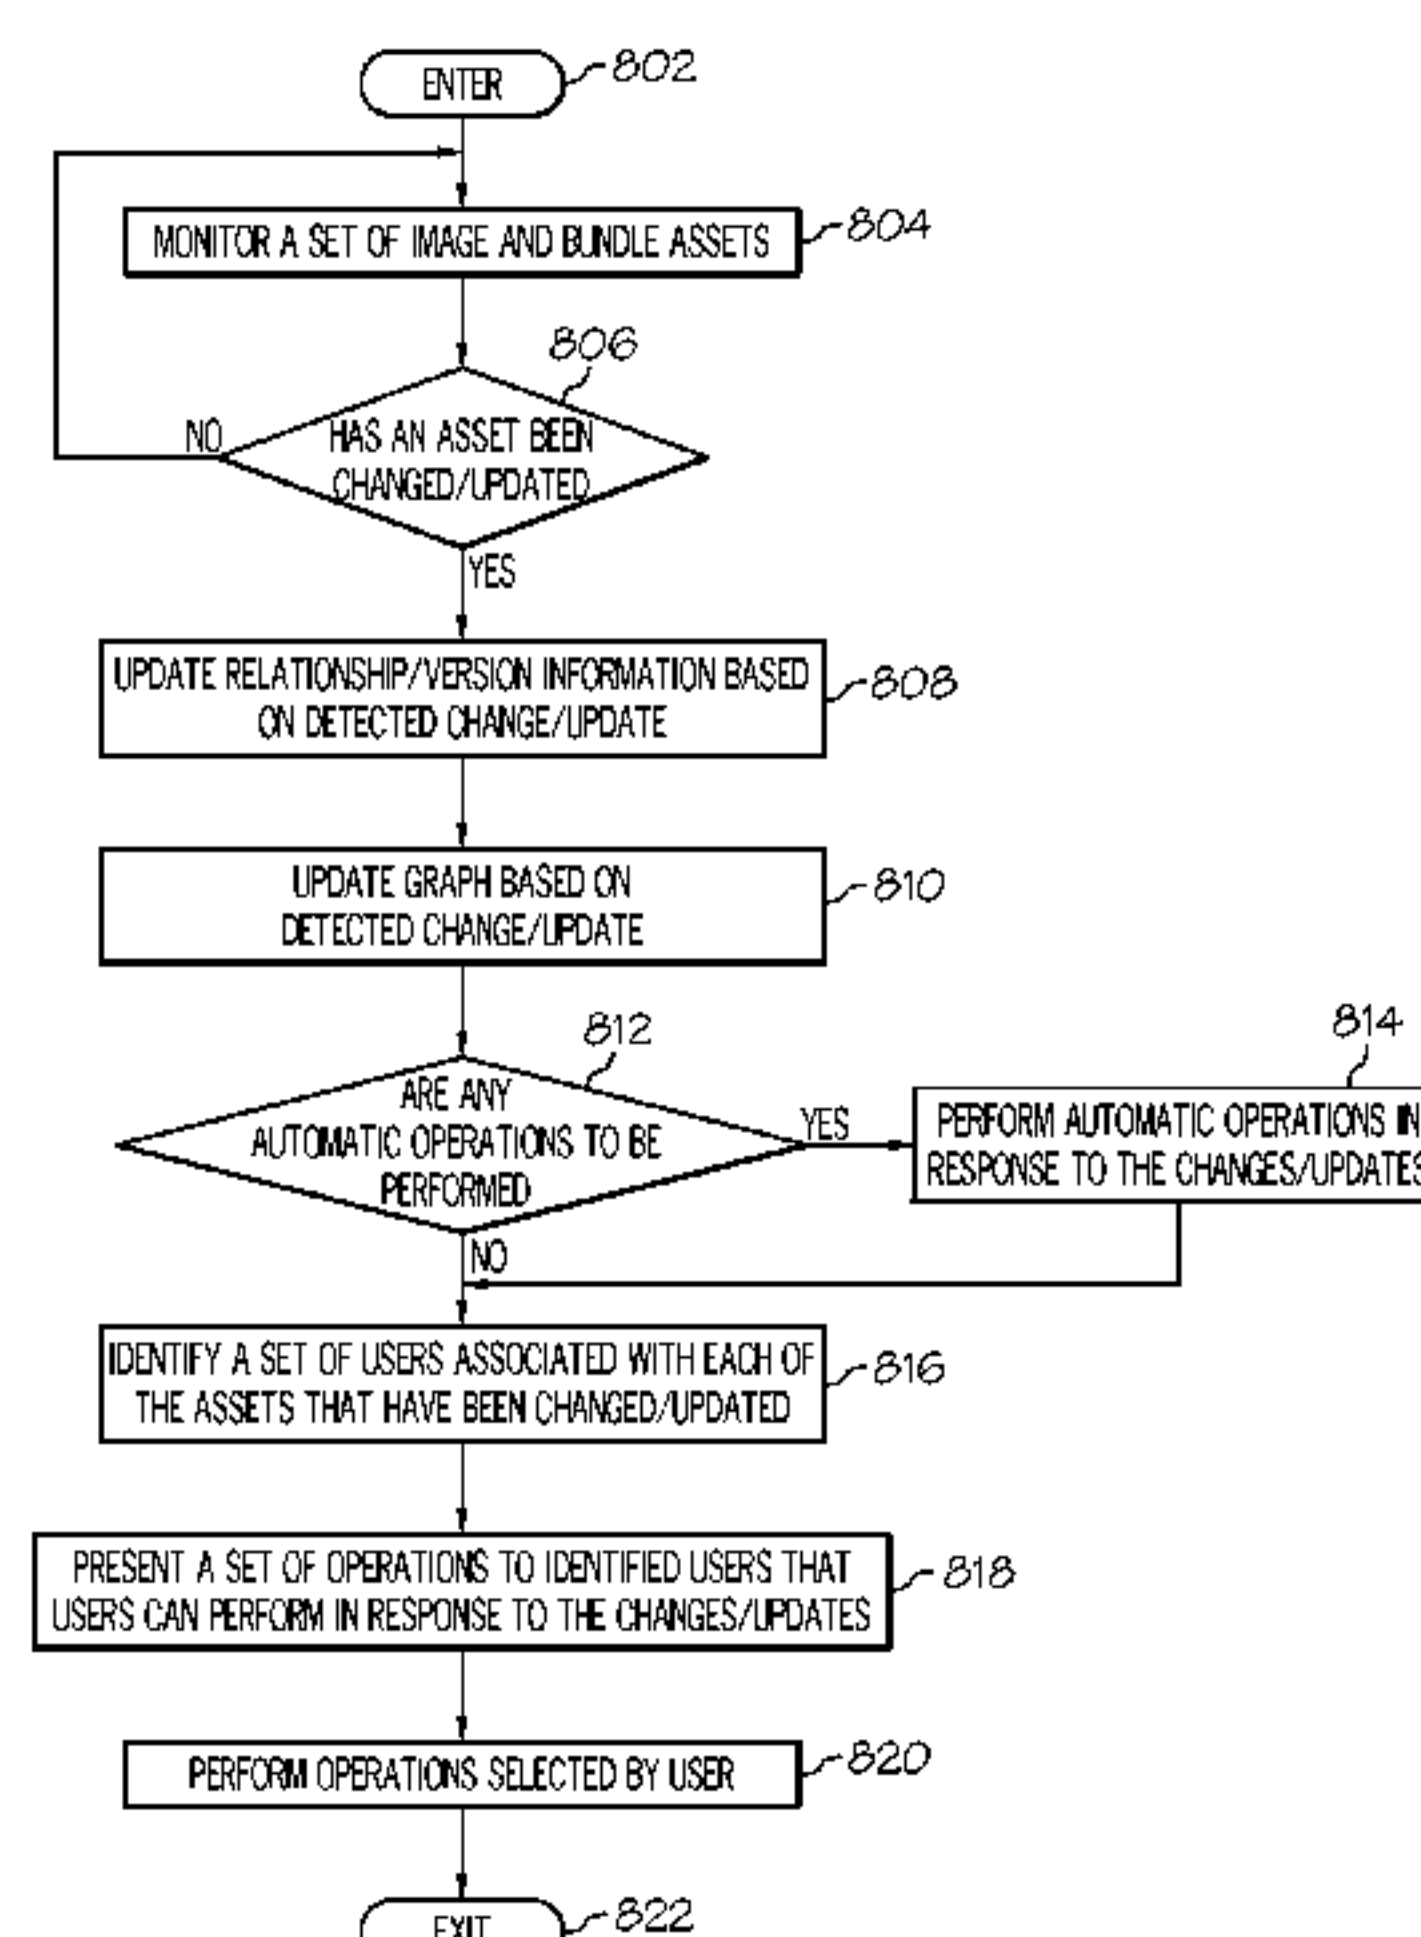 ENTER
802
MONITOR A SET OF IMAGE AND BUNDLE ASSETS
804
806
NO
HAS AN ASSET BEEN
CHANGED/UPDATED
YES
UPDATE RELATIONSHIP/VERSION INFORMATION BASED
ON DETECTED CHANGE/UPDATE
808
UPDATE GRAPH BASED ON
DETECTED CHANGE/UPDATE
810
812
ARE ANY
AUTOMATIC OPERATIONS TO BE
PERFORMED
YES
814
PERFORM AUTOMATIC OPERATIONS IN
RESPONSE TO THE CHANGES/UPDATES
NO
IDENTIFY A SET OF USERS ASSOCIATED WITH EACH OF
THE ASSETS THAT HAVE BEEN CHANGED/UPDATED
816
PRESENT A SET OF OPERATIONS TO IDENTIFIED USERS THAT
USERS CAN PERFORM IN RESPONSE TO THE CHANGES/UPDATES
818
PERFORM OPERATIONS SELECTED BY USER
820
EXIT
822